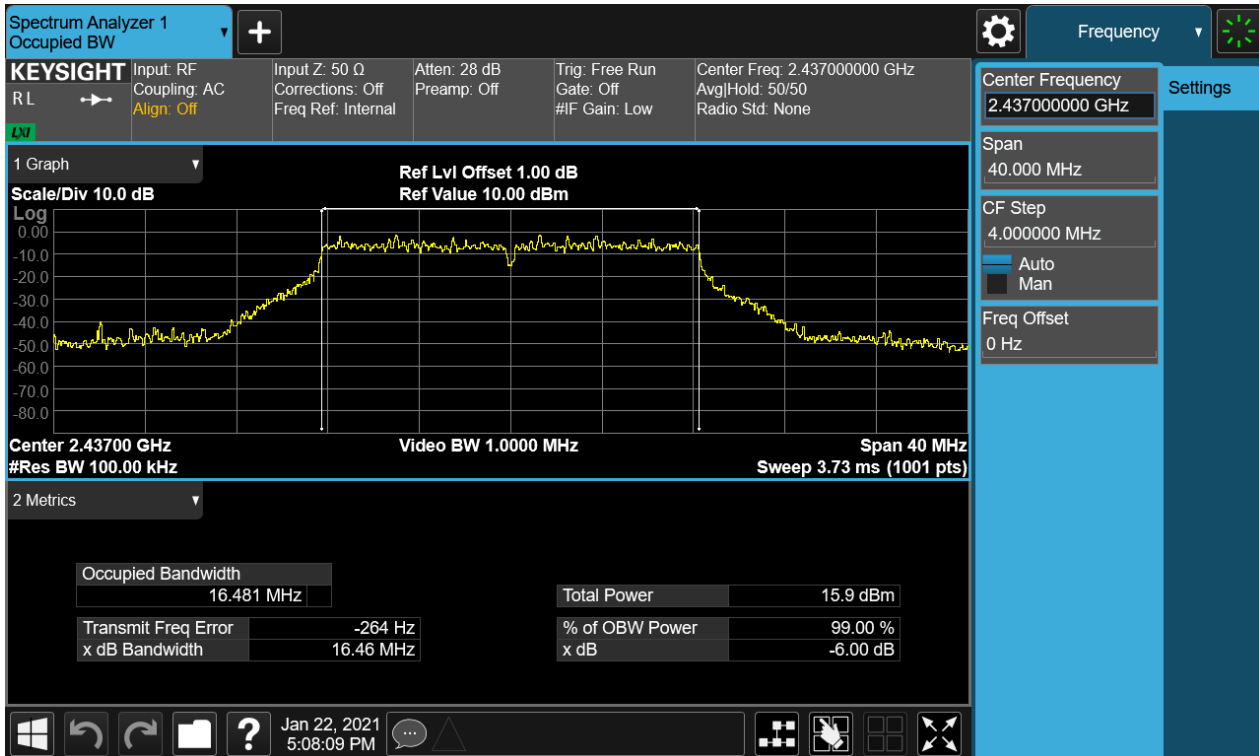 Spectrum Analyzer 1
Occupied BW
+
Frequency
KEYSIGHT
R L
LXI
Input: RF
Coupling: AC
Align: Off
Input Z: 50 Ω
Corrections: Off
Freq Ref: Internal
Atten: 28 dB
Preamp: Off
Trig: Free Run
Gate: Off
#IF Gain: Low
Center Freq: 2.437000000 GHz
Avg|Hold: 50/50
Radio Std: None
Center Frequency
2.437000000 GHz
Settings
Span
40.000 MHz
CF Step
4.000000 MHz
Auto
Man
Freq Offset
0 Hz
1 Graph
Ref Lvl Offset 1.00 dB
Scale/Div 10.0 dB
Ref Value 10.00 dBm
Log
0.00
-10.0
-20.0
-30.0
-40.0
-50.0
-60.0
-70.0
-80.0
Center 2.43700 GHz
Video BW 1.0000 MHz
Span 40 MHz
#Res BW 100.00 kHz
Sweep 3.73 ms (1001 pts)
2 Metrics
Occupied Bandwidth
16.481 MHz
Total Power 15.9 dBm
Transmit Freq Error -264 Hz
% of OBW Power 99.00 %
x dB Bandwidth 16.46 MHz
x dB -6.00 dB
?
Jan 22, 2021
5:08:09 PM